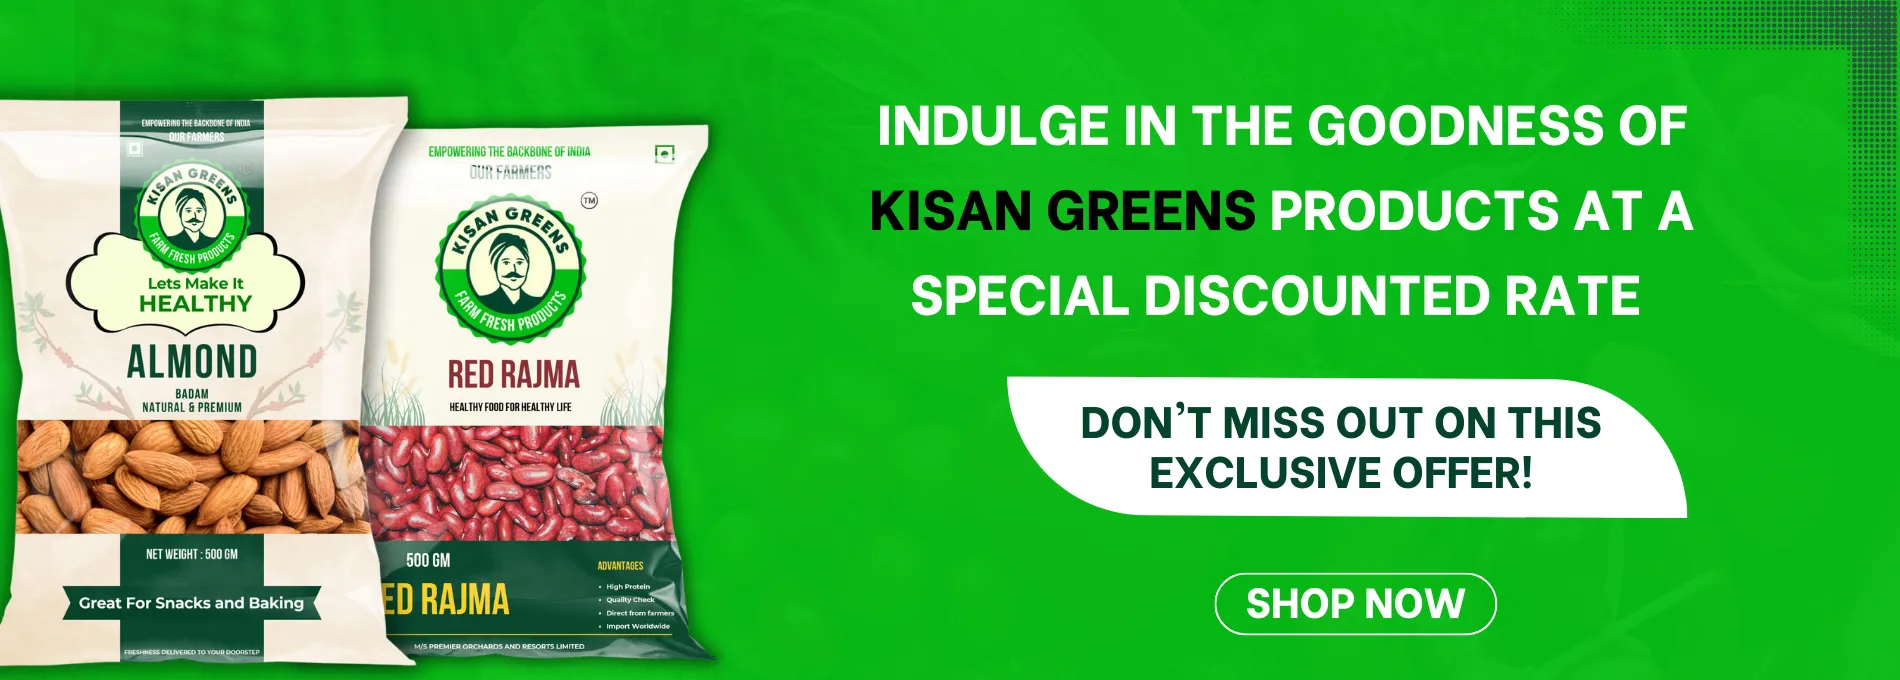 EMPOWERING THE BACKBONE OF INDIA
OUR FARMERS
KISAN GREENS
FARM FRESH PRODUCTS
Lets Make It
HEALTHY
ALMOND
BADAM
NATURAL & PREMIUM
NET WEIGHT : 500 GM
Great For Snacks and Baking
FRESHNESS DELIVERED TO YOUR DOORSTEP
EMPOWERING THE BACKBONE OF INDIA
OUR FARMERS
TM
KISAN GREENS
FARM FRESH PRODUCTS
RED RAJMA
HEALTHY FOOD FOR HEALTHY LIFE
500 GM
ED RAJMA
ADVANTAGES
• High Protein
• Quality Check
• Direct from farmers
• Import Worldwide
M/S PREMIER ORCHARDS AND RESORTS LIMITED
INDULGE IN THE GOODNESS OF
KISAN GREENS PRODUCTS AT A
SPECIAL DISCOUNTED RATE
DON'T MISS OUT ON THIS
EXCLUSIVE OFFER!
SHOP NOW